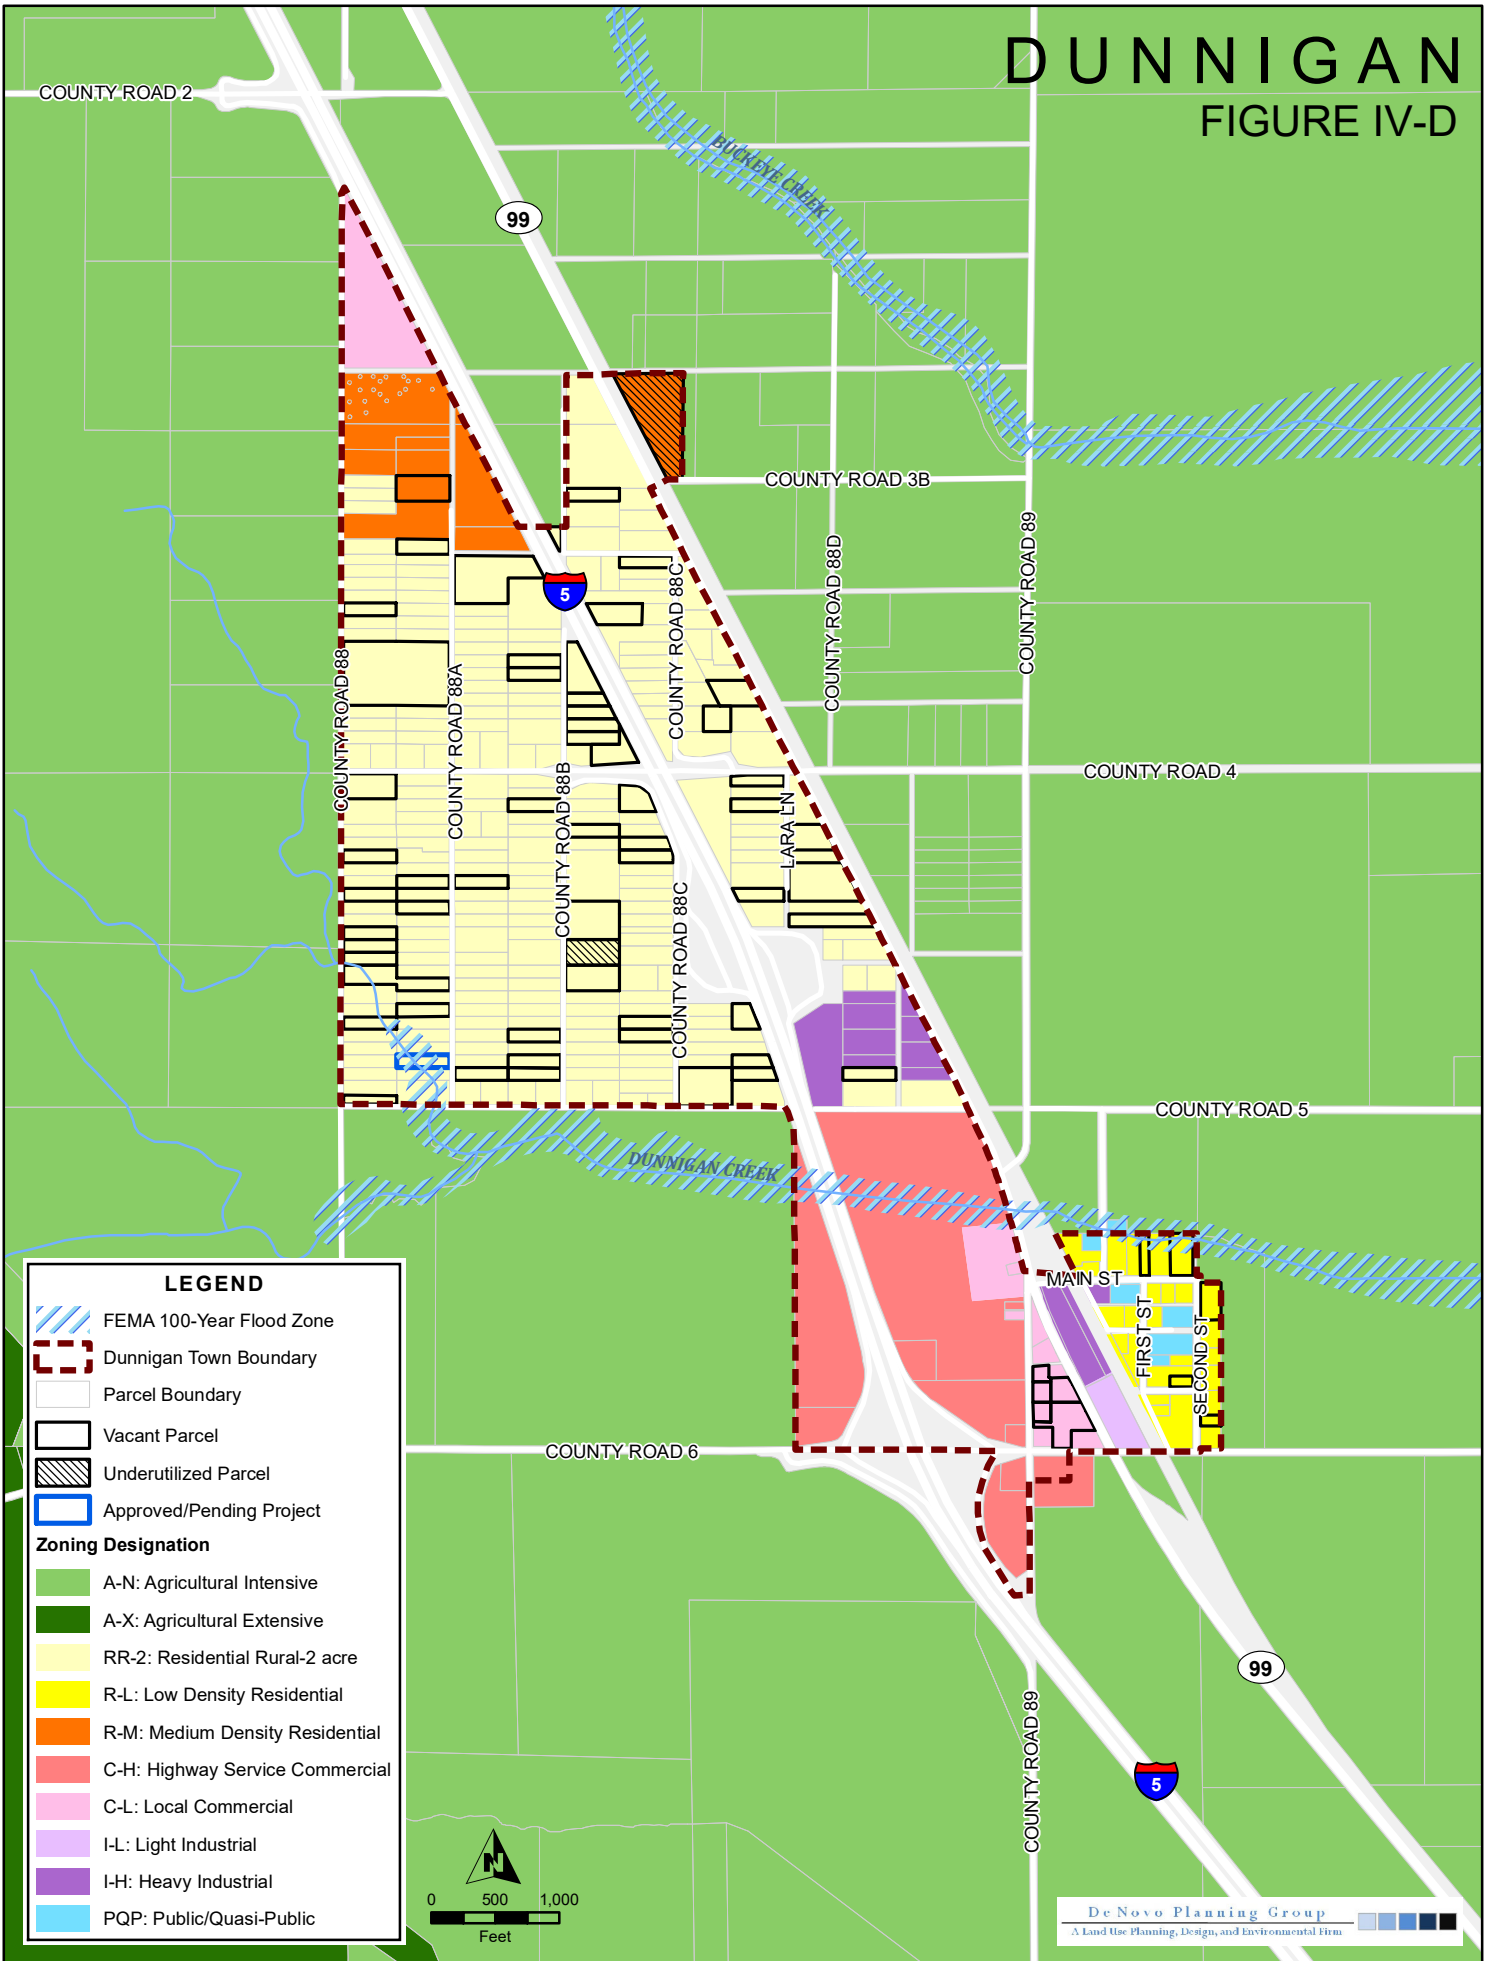 DUNNIGAN
FIGURE IV-D
COUNTY ROAD 2
BUCKEYE CREEK
99
COUNTY ROAD 3B
COUNTY ROAD 88D
COUNTY ROAD 89
5
COUNTY ROAD 88C
COUNTY ROAD 88
COUNTY ROAD 88A
COUNTY ROAD 88B
COUNTY ROAD 4
LARA LN
COUNTY ROAD 88C
COUNTY ROAD 5
DUNNIGAN CREEK
MAIN ST
FIRST ST
SECOND ST
COUNTY ROAD 6
99
COUNTY ROAD 89
5
LEGEND
FEMA 100-Year Flood Zone
Dunnigan Town Boundary
Parcel Boundary
Vacant Parcel
Underutilized Parcel
Approved/Pending Project
Zoning Designation
A-N: Agricultural Intensive
A-X: Agricultural Extensive
RR-2: Residential Rural-2 acre
R-L: Low Density Residential
R-M: Medium Density Residential
C-H: Highway Service Commercial
C-L: Local Commercial
I-L: Light Industrial
I-H: Heavy Industrial
PQP: Public/Quasi-Public
N
0 500 1,000
Feet
De Novo Planning Group
A Land Use Planning, Design, and Environmental Firm